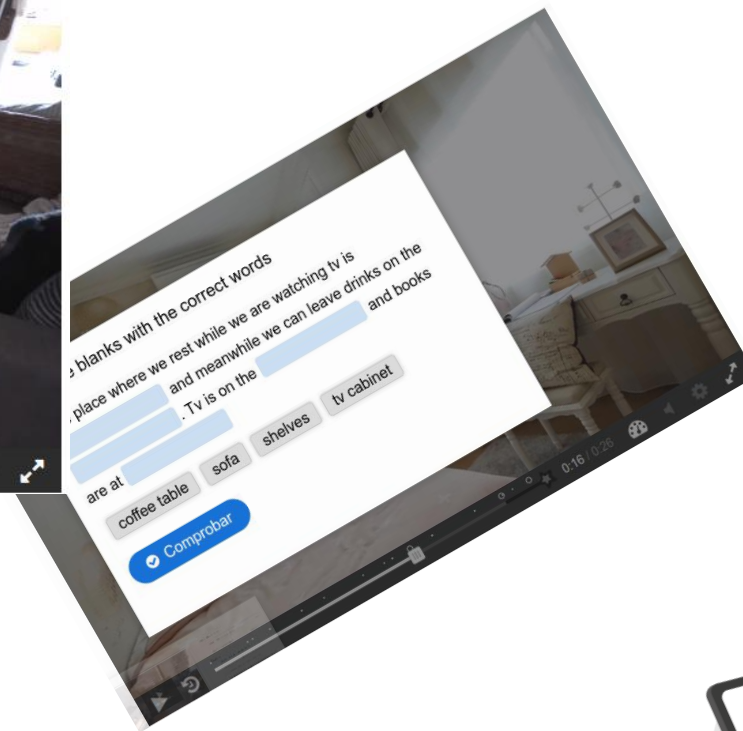 blanks with the correct words
place where we rest while we are watching tv is
and meanwhile we can leave drinks on the
. Tv is on the and books
are at
coffee table sofa shelves tv cabinet
Comprobar
0:16 / 0:26